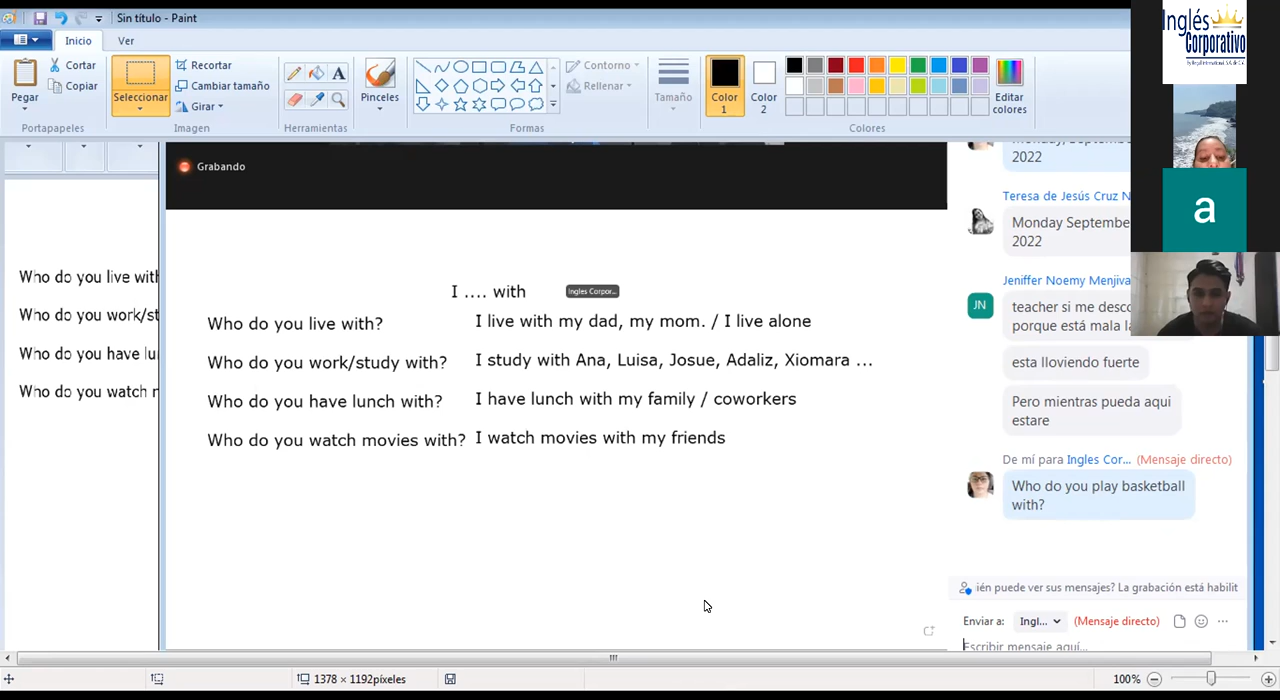 Sin título - Paint
Inicio
Ver
Pegar
Cortar
Copiar
Portapapeles
Seleccionar
Recortar
Cambiar tamaño
Girar
Imagen
A
Herramientas
Pinceles
Contorno
Rellenar
Formas
Tamaño
Color
1
Color
2
Editar
colores
Colores
Inglés
Corporativo
a
Grabando
Who do you live with
Who do you work/st
Who do you have lu
Who do you watch m
I .... with
Ingles Corpor...
Who do you live with?
I live with my dad, my mom. / I live alone
Who do you work/study with?
I study with Ana, Luisa, Josue, Adaliz, Xiomara ...
Who do you have lunch with?
I have lunch with my family / coworkers
Who do you watch movies with?
I watch movies with my friends
2022
Teresa de Jesús Cruz N
Monday Septembe
2022
Jeniffer Noemy Menjiva
JN
teacher si me desco
porque está mala la
esta lloviendo fuerte
Pero mientras pueda aqui
estare
De mí para Ingles Cor... (Mensaje directo)
Who do you play basketball
with?
ién puede ver sus mensajes? La grabación está habilit
Enviar a: Ingl... (Mensaje directo)
Escribir mensaje aquí...
1378 × 1192píxeles
100%